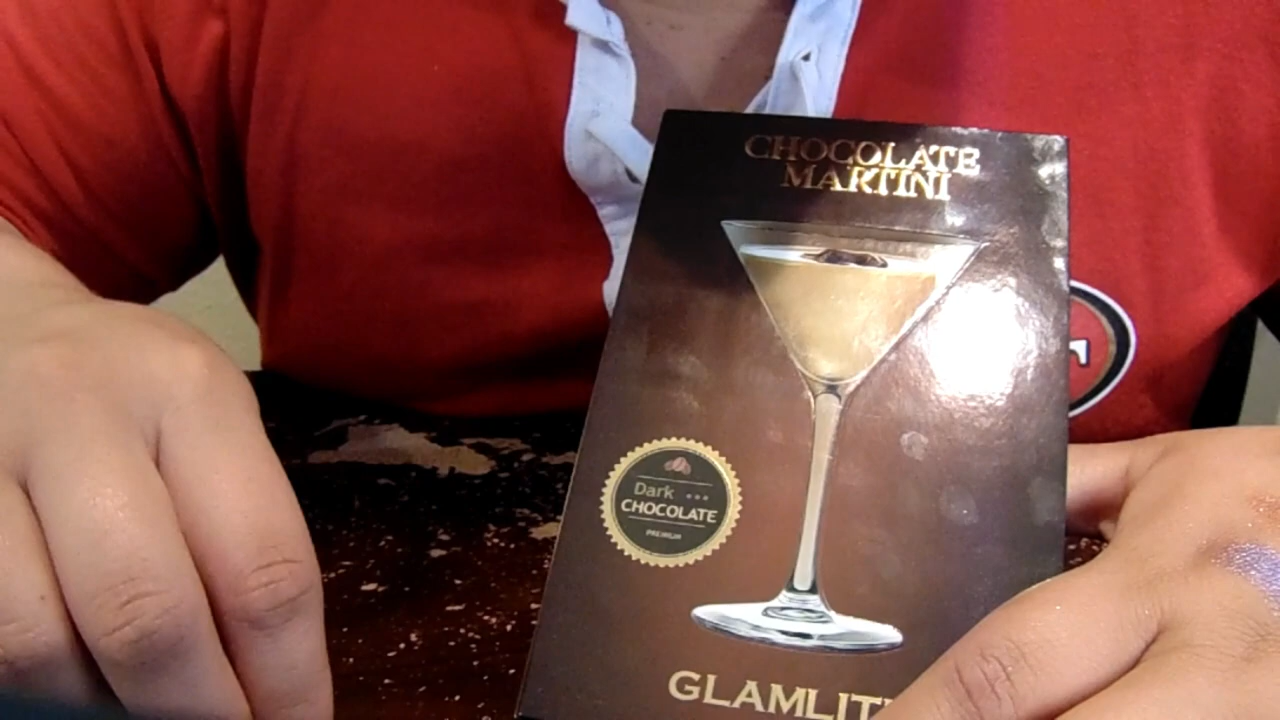 CHOCOLATE
MARTINI
Dark ...
CHOCOLATE
PREMIUM
GLAMLIT